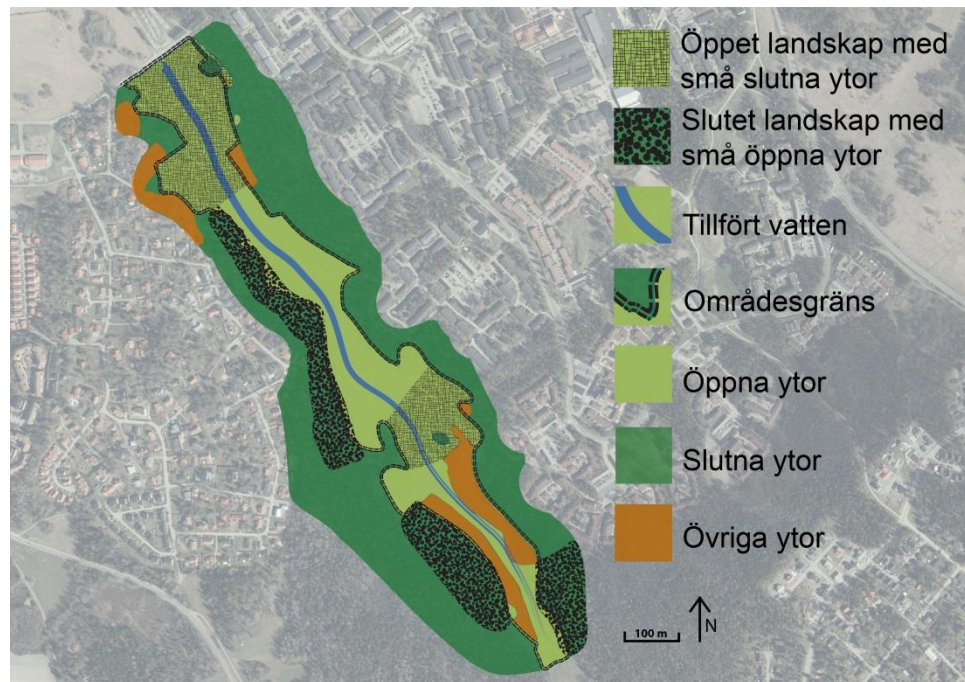 Öppet landskap med
små slutna ytor
Slutet landskap med
små öppna ytor
Tillfört vatten
Områdesgräns
Öppna ytor
Slutna ytor
Övriga ytor
100 m
N